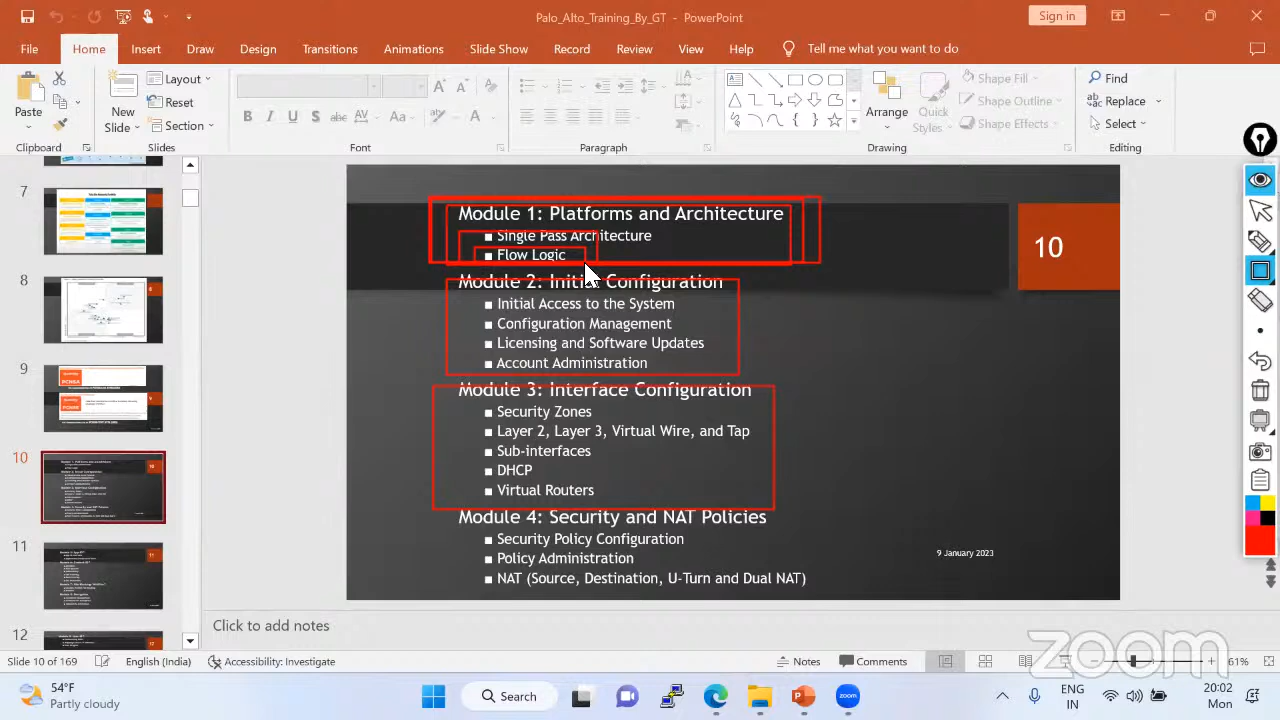 Palo_Alto_Training_By_GT - PowerPoint
Sign in
File Home Insert Draw Design Transitions Animations Slide Show Record Review View Help Tell me what you want to do
Paste
New Slide
Layout
Reset
Section
B I U S
Aa
A
Arrange
Quick Styles
Shape Fill
Shape Outline
Shape Effects
Find
Replace
Select
Clipboard Slides Font Paragraph Drawing Editing
7
8
9
10
11
12
Module 1: Platforms and Architecture
Single Pass Architecture
Flow Logic
10
Module 2: Initial Configuration
Initial Access to the System
Configuration Management
Licensing and Software Updates
Account Administration
Module 3: Interface Configuration
Security Zones
Layer 2, Layer 3, Virtual Wire, and Tap
Sub-interfaces
DHCP
Virtual Routers
Module 4: Security and NAT Policies
Security Policy Configuration
Policy Administration
Source, Destination, U-Turn and Dual NAT)
January 2023
Click to add notes
zoom
Slide 10 of 169 English (India) Accessibility: Investigate Notes Comments 61%
54°F
Partly cloudy
Search
zoom
ENG
IN
20:02
Mon